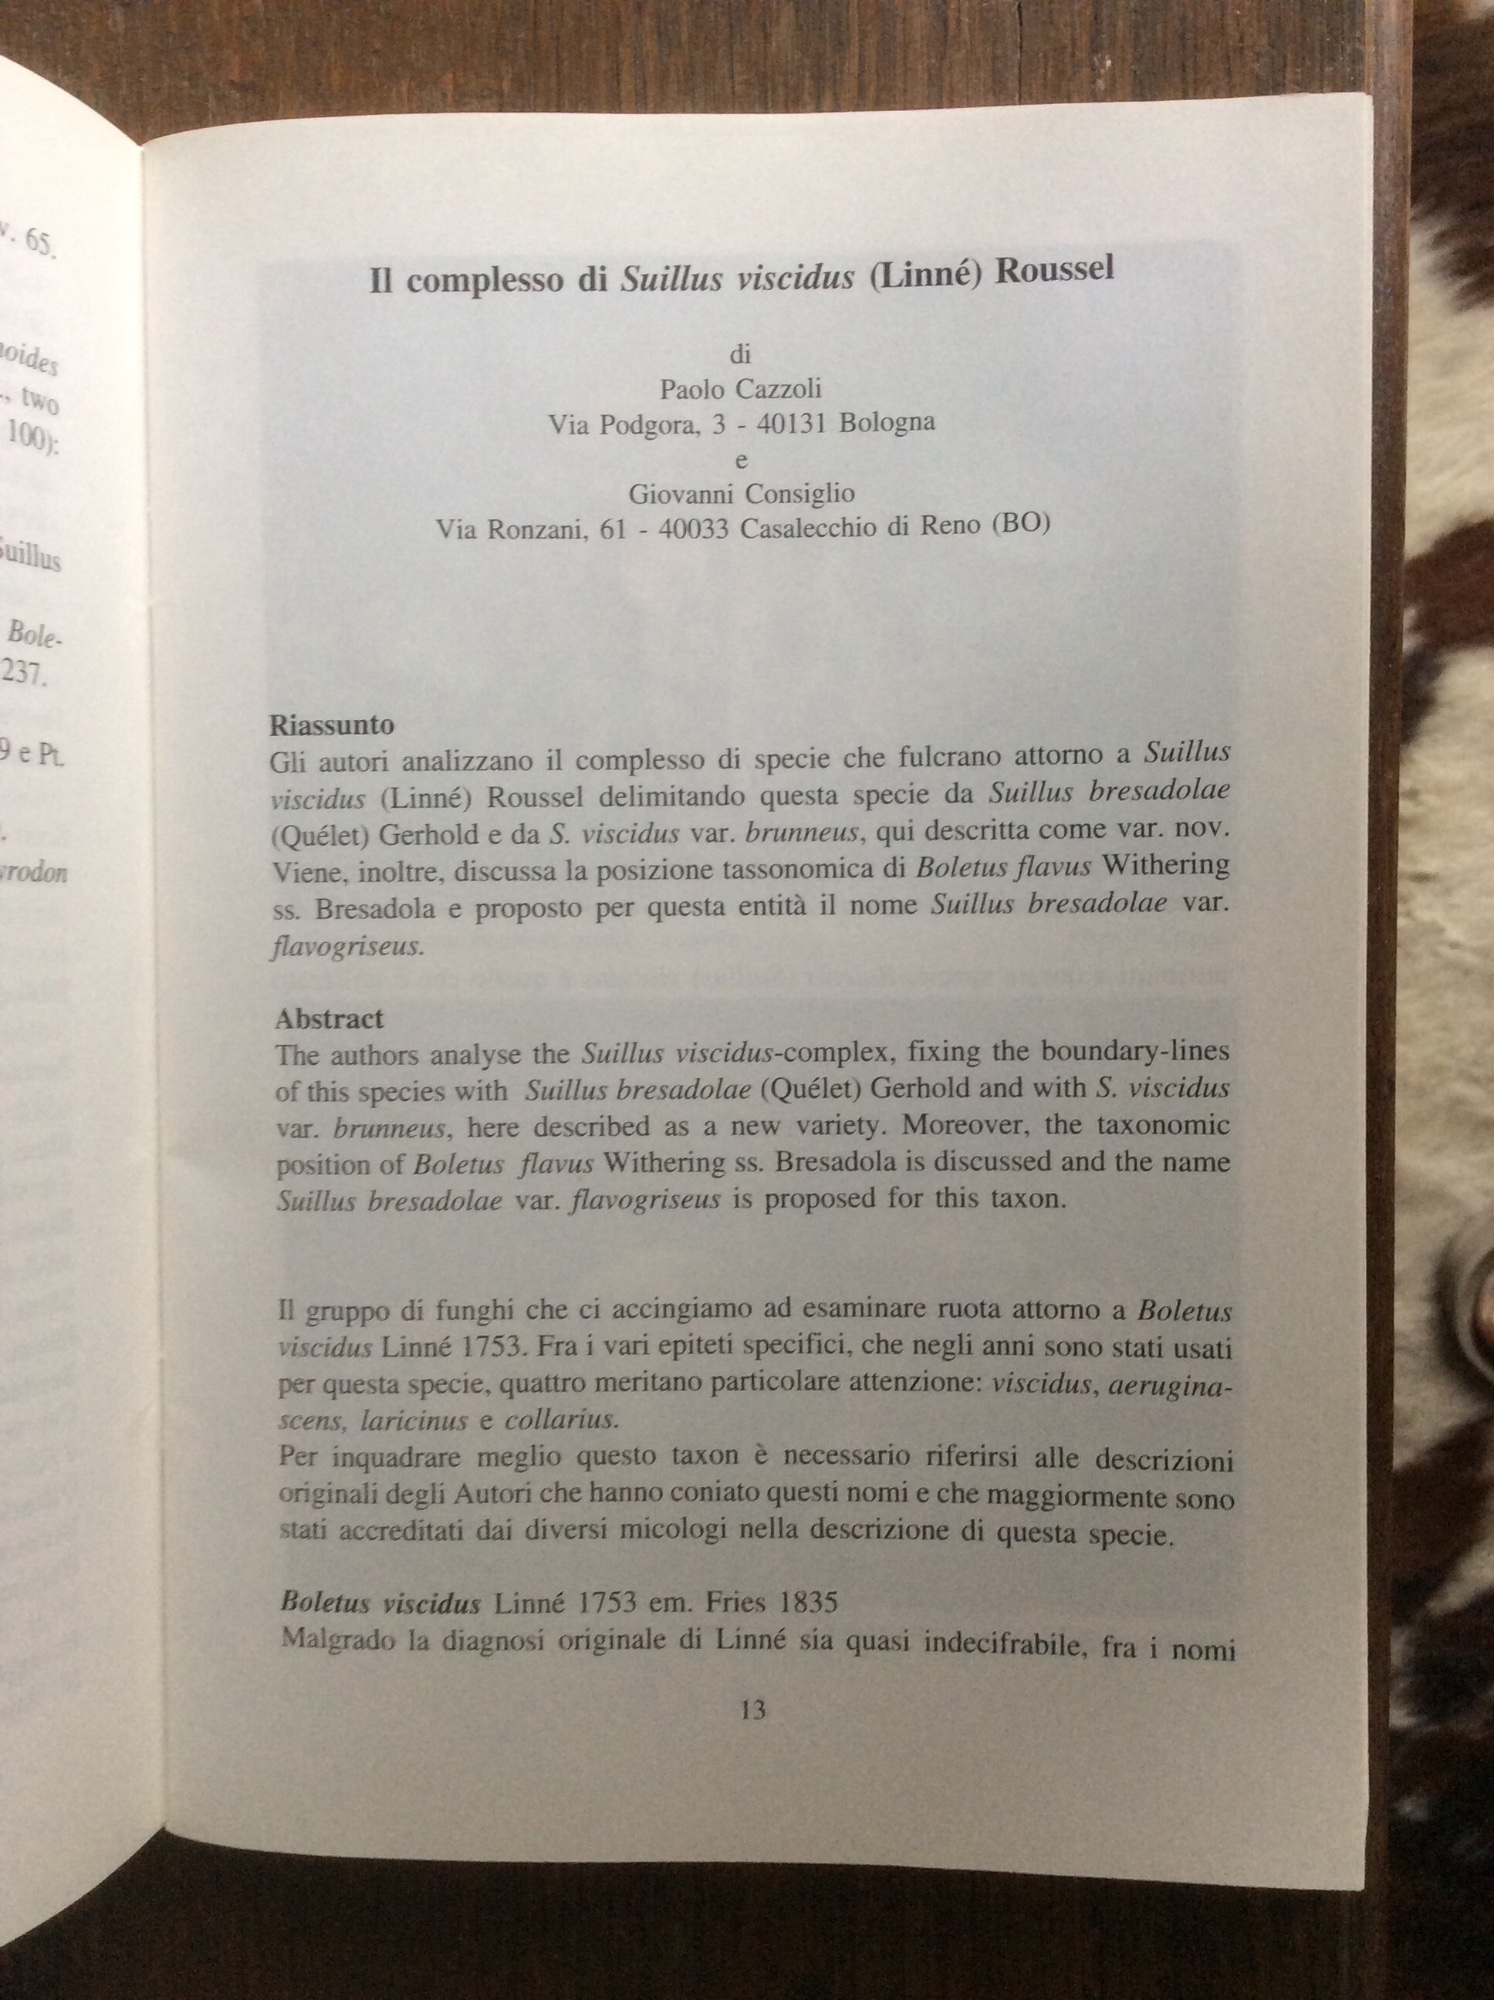 v. 65.
noides
., two
100):
Suillus
Bole-
237.
9 e Pt.
yrodon
Il complesso di Suillus viscidus (Linné) Roussel
di
Paolo Cazzoli
Via Podgora, 3 - 40131 Bologna
e
Giovanni Consiglio
Via Ronzani, 61 - 40033 Casalecchio di Reno (BO)
Riassunto
Gli autori analizzano il complesso di specie che fulcrano attorno a Suillus
viscidus (Linné) Roussel delimitando questa specie da Suillus bresadolae
(Quélet) Gerhold e da S. viscidus var. brunneus, qui descritta come var. nov.
Viene, inoltre, discussa la posizione tassonomica di Boletus flavus Withering
ss. Bresadola e proposto per questa entità il nome Suillus bresadolae var.
flavogriseus.
Abstract
The authors analyse the Suillus viscidus-complex, fixing the boundary-lines
of this species with Suillus bresadolae (Quélet) Gerhold and with S. viscidus
var. brunneus, here described as a new variety. Moreover, the taxonomic
position of Boletus flavus Withering ss. Bresadola is discussed and the name
Suillus bresadolae var. flavogriseus is proposed for this taxon.
Il gruppo di funghi che ci accingiamo ad esaminare ruota attorno a Boletus
viscidus Linné 1753. Fra i vari epiteti specifici, che negli anni sono stati usati
per questa specie, quattro meritano particolare attenzione: viscidus, aerugina-
scens, laricinus e collarius.
Per inquadrare meglio questo taxon è necessario riferirsi alle descrizioni
originali degli Autori che hanno coniato questi nomi e che maggiormente sono
stati accreditati dai diversi micologi nella descrizione di questa specie.
Boletus viscidus Linné 1753 em. Fries 1835
Malgrado la diagnosi originale di Linné sia quasi indecifrabile, fra i nomi
13